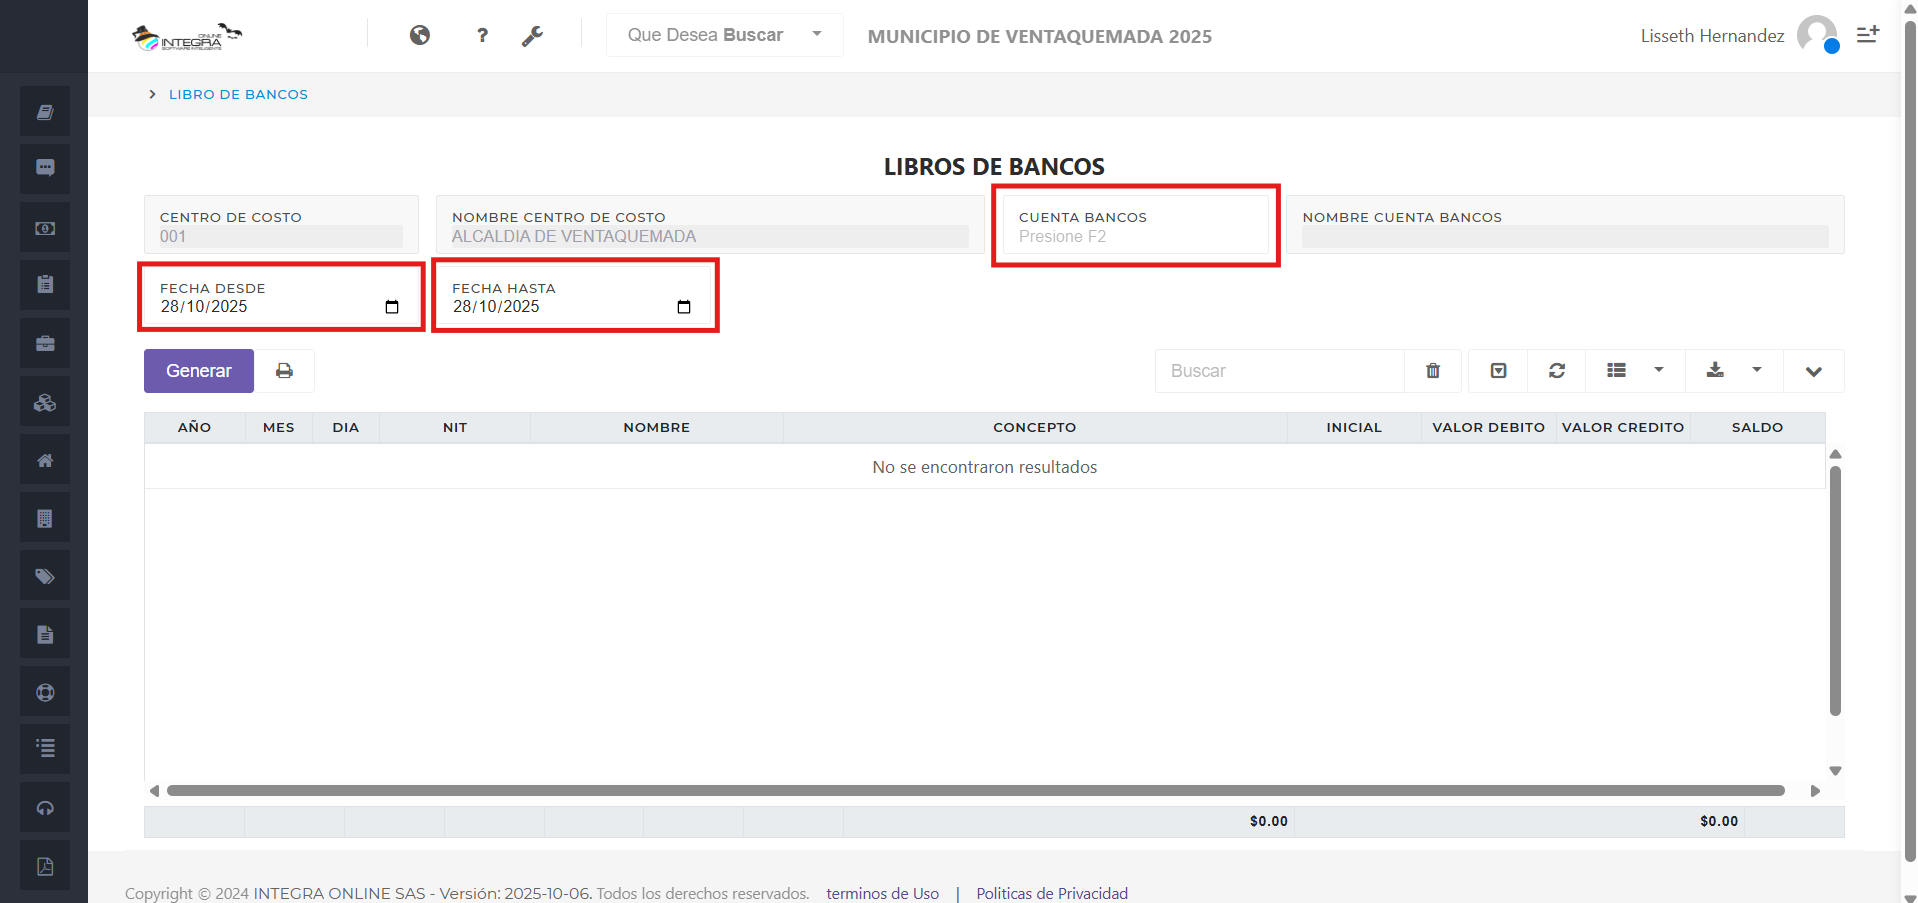 ONLINE
INTEGRA
SOFTWARE INTELIGENTE
?
Que Desea Buscar
MUNICIPIO DE VENTAQUEMADA 2025
Lisseth Hernandez
> LIBRO DE BANCOS
LIBROS DE BANCOS
CENTRO DE COSTO
001
NOMBRE CENTRO DE COSTO
ALCALDIA DE VENTAQUEMADA
CUENTA BANCOS
Presione F2
NOMBRE CUENTA BANCOS
FECHA DESDE
28/10/2025
FECHA HASTA
28/10/2025
Generar
Buscar
AÑO MES DIA NIT NOMBRE CONCEPTO INICIAL VALOR DEBITO VALOR CREDITO SALDO
No se encontraron resultados
$0.00 $0.00
Copyright © 2024 INTEGRA ONLINE SAS - Versión: 2025-10-06. Todos los derechos reservados. terminos de Uso | Politicas de Privacidad